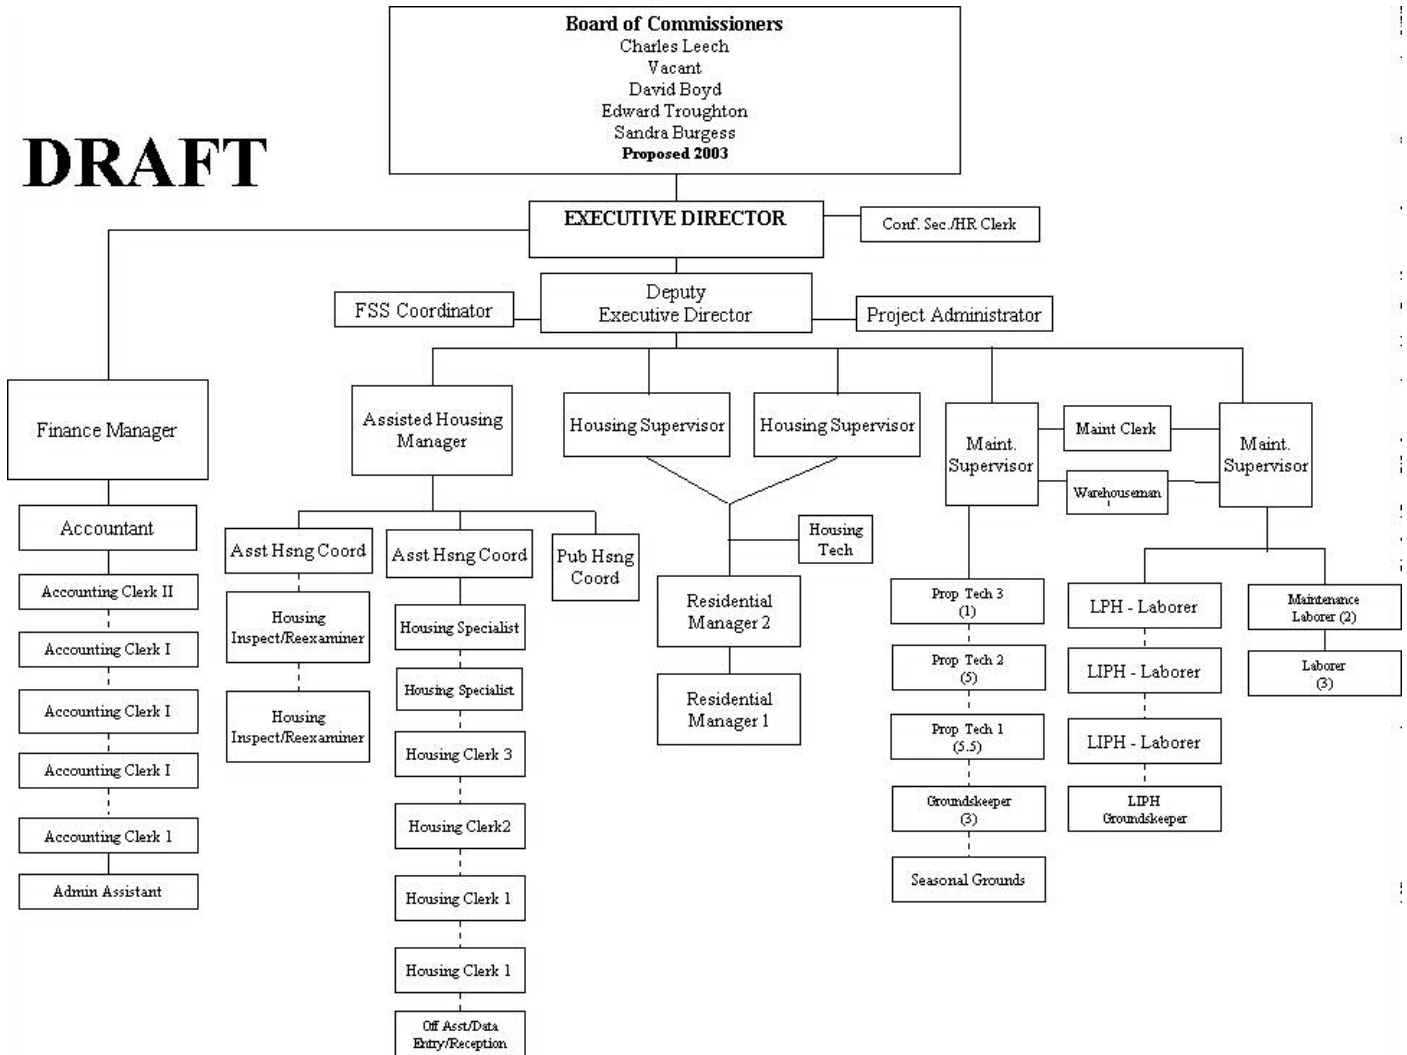 Board of Commissioners
Charles Leech
Vacant
David Boyd
Edward Troughton
Sandra Burgess
Proposed 2003
DRAFT
EXECUTIVE DIRECTOR
Conf. Sec./HR Clerk
Deputy
Executive Director
FSS Coordinator
Project Administrator
Finance Manager
Assisted Housing
Manager
Housing Supervisor
Housing Supervisor
Maint.
Supervisor
Maint Clerk
Warehouseman
Maint.
Supervisor
Accountant
Accounting Clerk II
Accounting Clerk I
Accounting Clerk I
Accounting Clerk I
Accounting Clerk 1
Admin Assistant
Asst Hsng Coord
Housing
Inspect/Reexaminer
Housing
Inspect/Reexaminer
Asst Hsng Coord
Housing Specialist
Housing Specialist
Housing Clerk 3
Housing Clerk2
Housing Clerk 1
Housing Clerk 1
Off Asst/Data
Entry/Reception
Pub Hsng
Coord
Housing
Tech
Residential
Manager 2
Residential
Manager 1
Prop Tech 3
(1)
Prop Tech 2
(5)
Prop Tech 1
(5.5)
Groundskeeper
(3)
Seasonal Grounds
LPH - Laborer
LIPH - Laborer
LIPH - Laborer
LIPH
Groundskeeper
Maintenance
Laborer (2)
Laborer
(3)